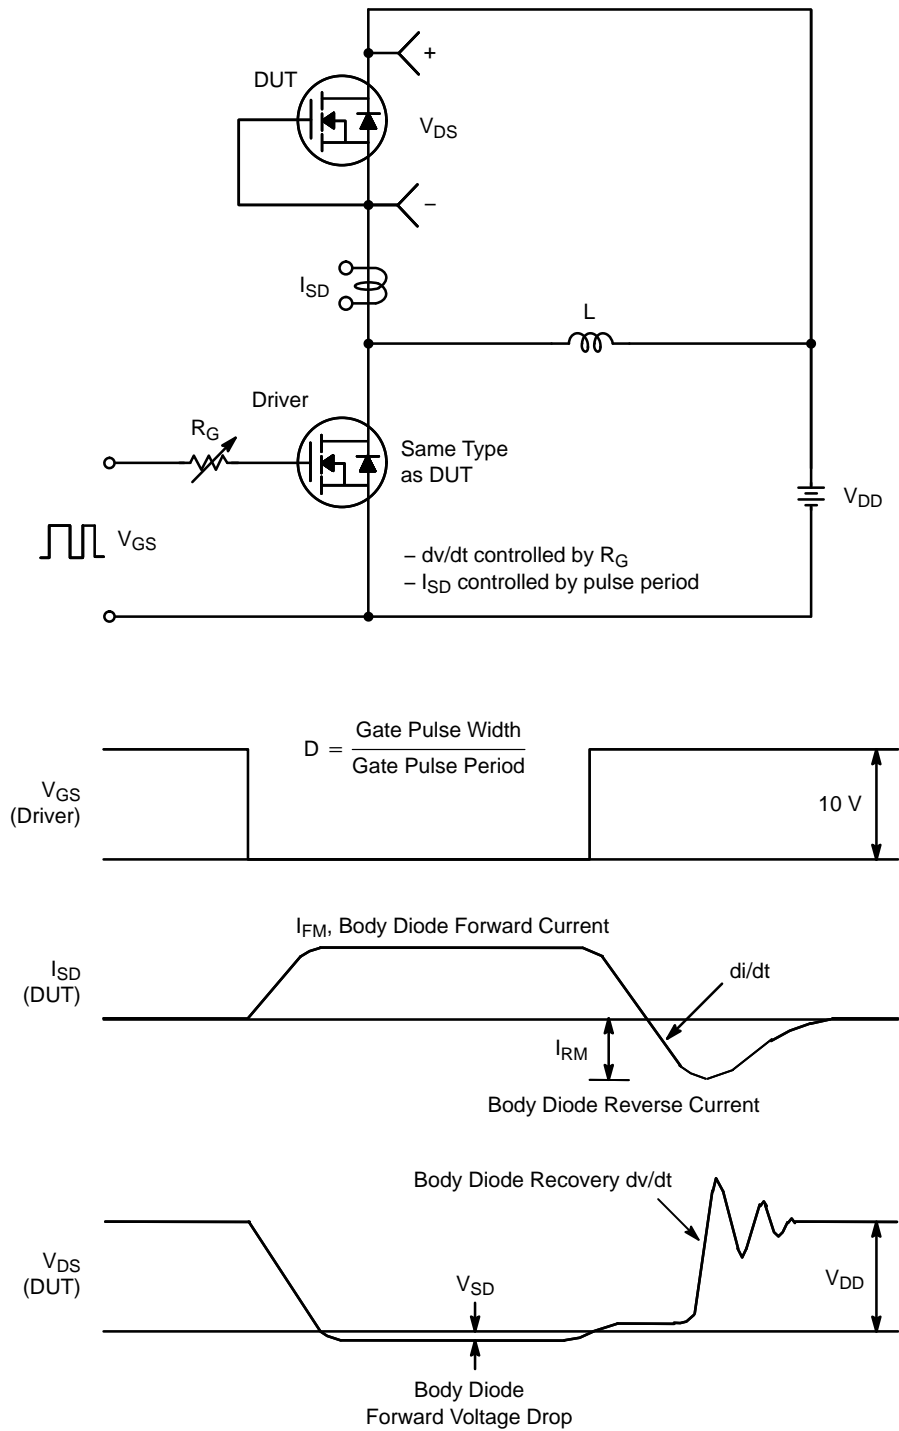 +
DUT
V_DS
−
I_SD
L
Driver
R_G
Same Type
as DUT
V_DD
V_GS
− dv/dt controlled by R_G
− I_SD controlled by pulse period
D = Gate Pulse Width / Gate Pulse Period
V_GS
(Driver)
10 V
I_FM, Body Diode Forward Current
I_SD
(DUT)
di/dt
I_RM
Body Diode Reverse Current
Body Diode Recovery dv/dt
V_DS
(DUT)
V_SD
V_DD
Body Diode
Forward Voltage Drop